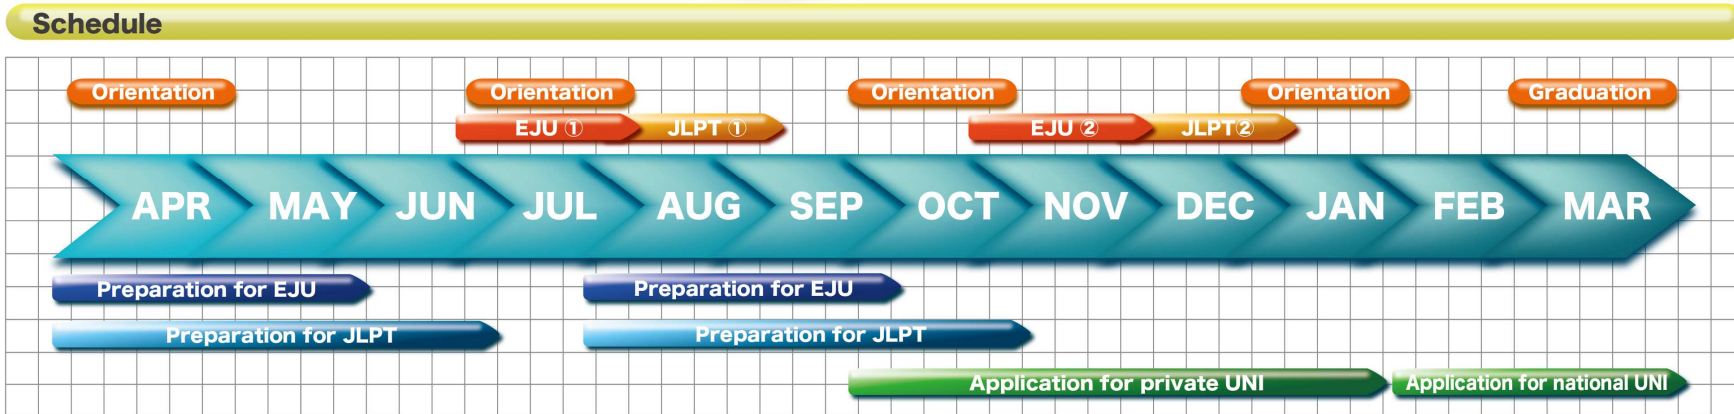 Schedule
Orientation Orientation Orientation Orientation Graduation
EJU ① JLPT ① EJU ② JLPT②
APR MAY JUN JUL AUG SEP OCT NOV DEC JAN FEB MAR
Preparation for EJU Preparation for EJU
Preparation for JLPT Preparation for JLPT
Application for private UNI Application for national UNI